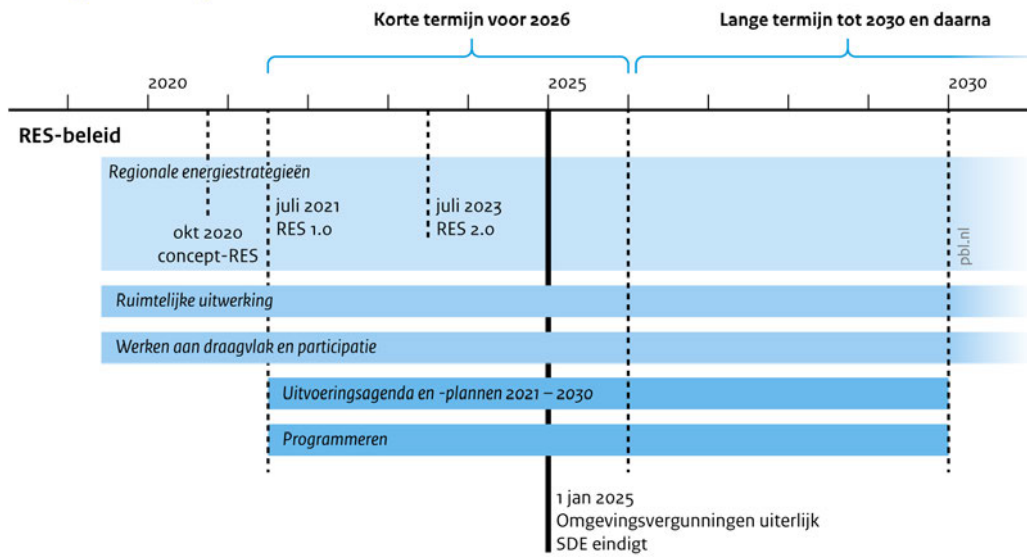 Korte termijn voor 2026
Lange termijn tot 2030 en daarna
2020
2025
2030
RES-beleid
Regionale energiestrategieën
okt 2020
concept-RES
juli 2021
RES 1.0
juli 2023
RES 2.0
pbl.nl
Ruimtelijke uitwerking
Werken aan draagvlak en participatie
Uitvoeringsagenda en -plannen 2021 – 2030
Programmeren
1 jan 2025
Omgevingsvergunningen uiterlijk
SDE eindigt